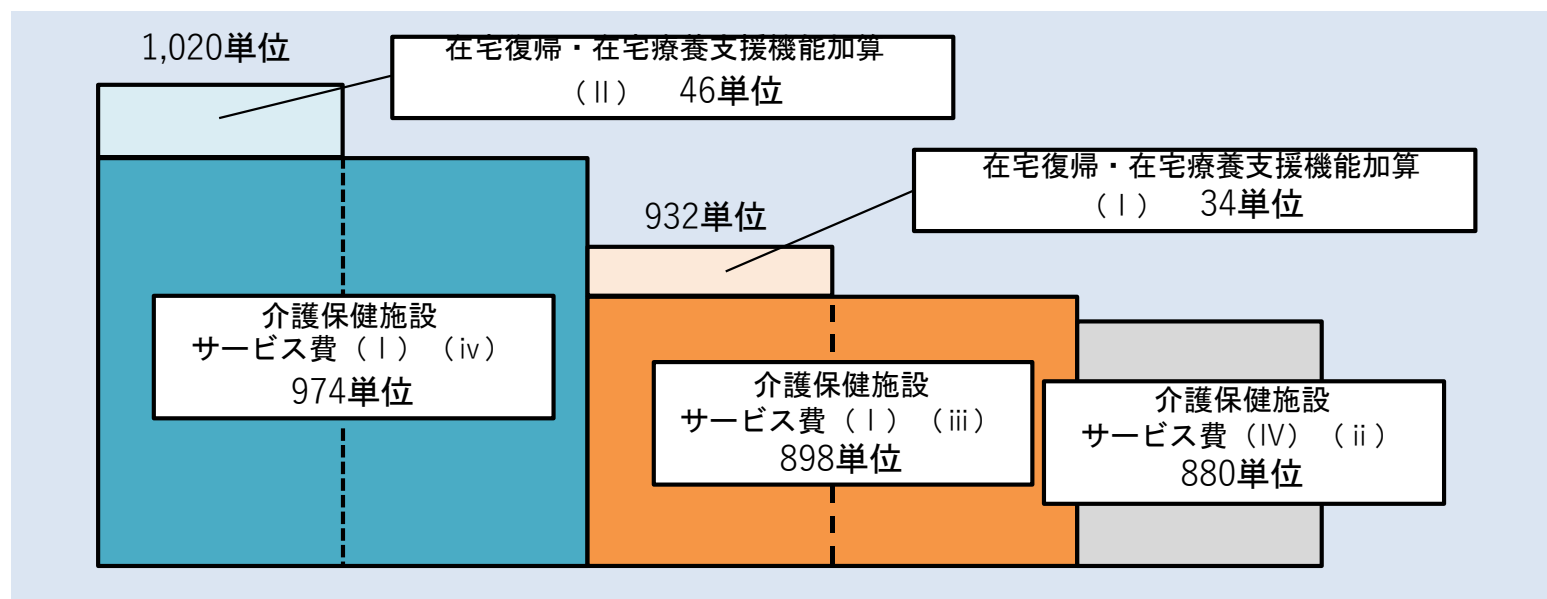 1,020単位
在宅復帰・在宅療養支援機能加算
（Ⅱ）　46単位
在宅復帰・在宅療養支援機能加算
（Ⅰ）　34単位
932単位
介護保健施設
サービス費（Ⅰ）（ⅳ）
974単位
介護保健施設
サービス費（Ⅰ）（ⅲ）
898単位
介護保健施設
サービス費（Ⅳ）（ⅱ）
880単位